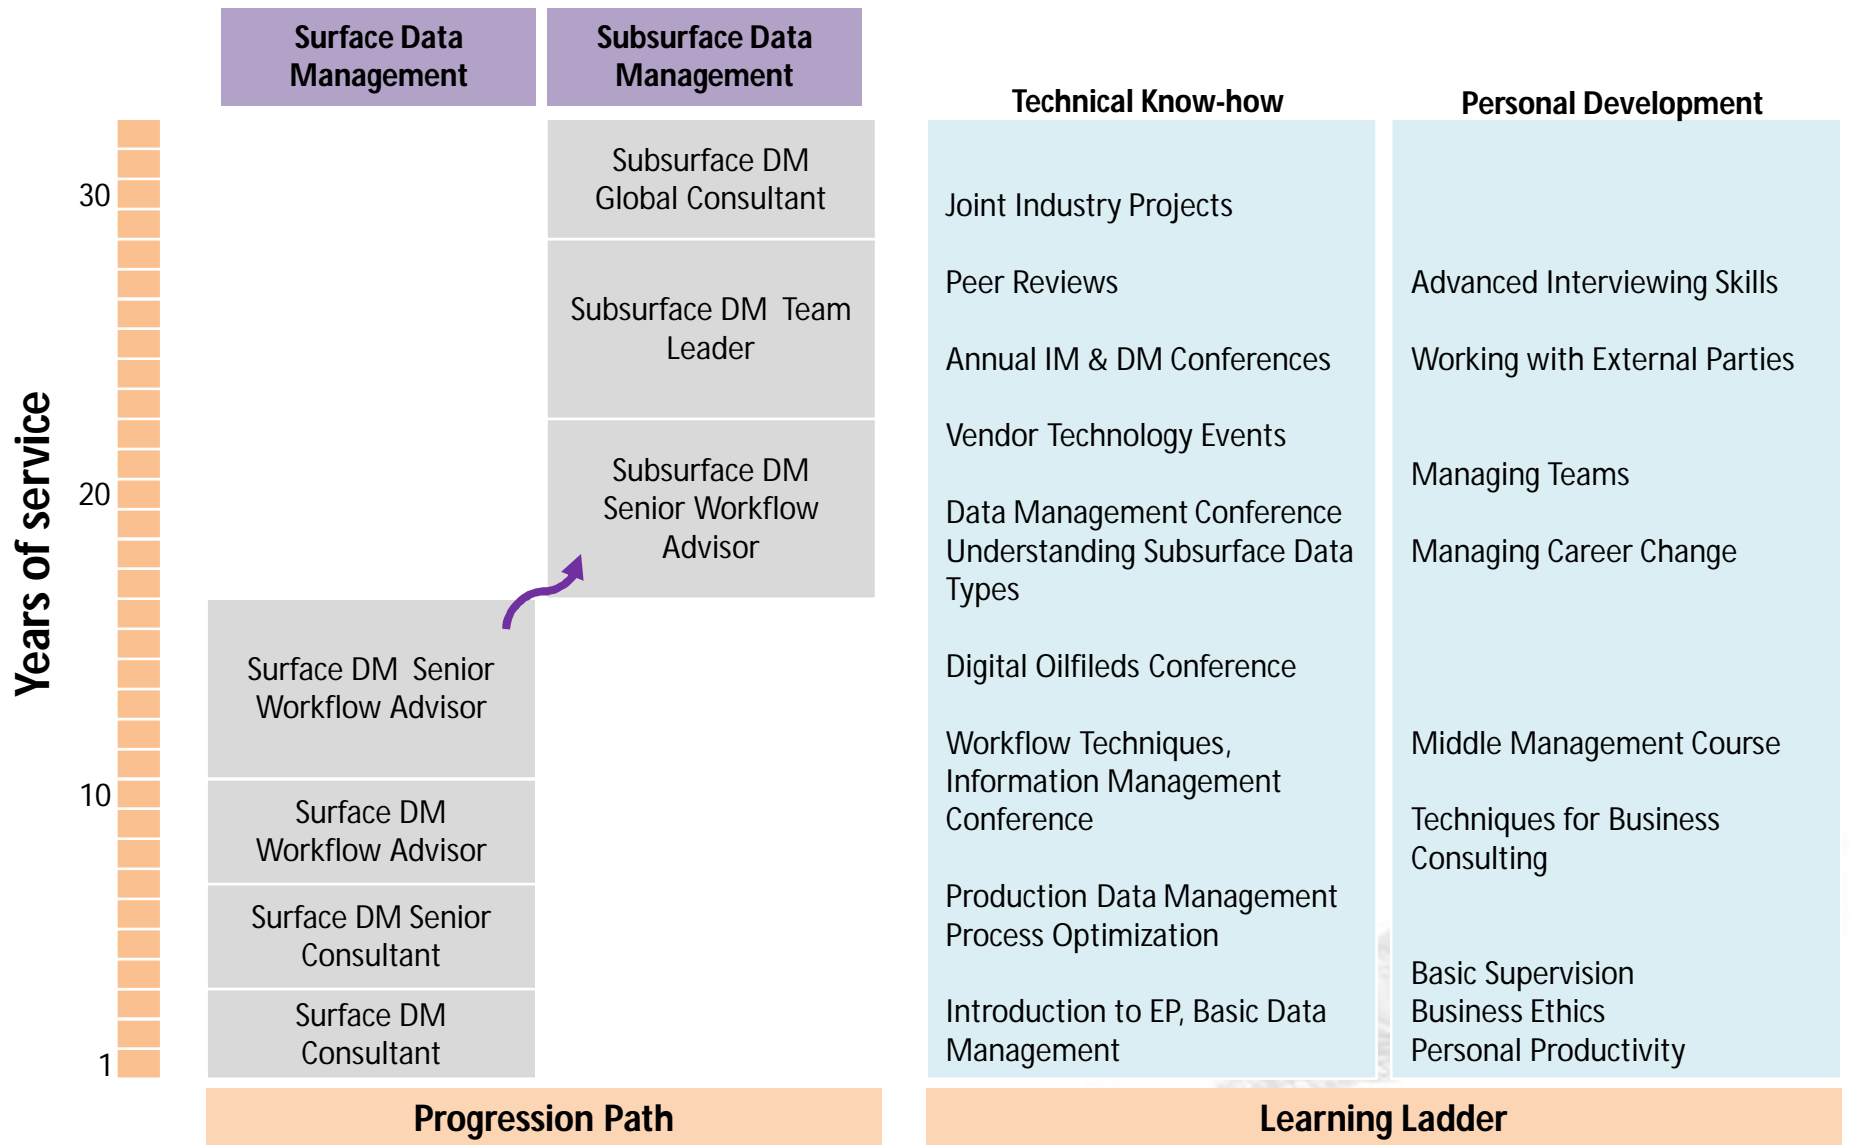 Surface Data
Management
Subsurface Data
Management
Technical Know-how
Personal Development
Years of service
30
20
10
1
Subsurface DM
Global Consultant
Subsurface DM  Team
Leader
Subsurface DM
Senior Workflow
Advisor
Surface DM  Senior
Workflow Advisor
Surface DM
Workflow Advisor
Surface DM Senior
Consultant
Surface DM
Consultant
Joint Industry Projects
Peer Reviews
Annual IM & DM Conferences
Vendor Technology Events
Data Management Conference
Understanding Subsurface Data
Types
Digital Oilfileds Conference
Workflow Techniques,
Information Management
Conference
Production Data Management
Process Optimization
Introduction to EP, Basic Data
Management
Advanced Interviewing Skills
Working with External Parties
Managing Teams
Managing Career Change
Middle Management Course
Techniques for Business
Consulting
Basic Supervision
Business Ethics
Personal Productivity
Progression Path
Learning Ladder